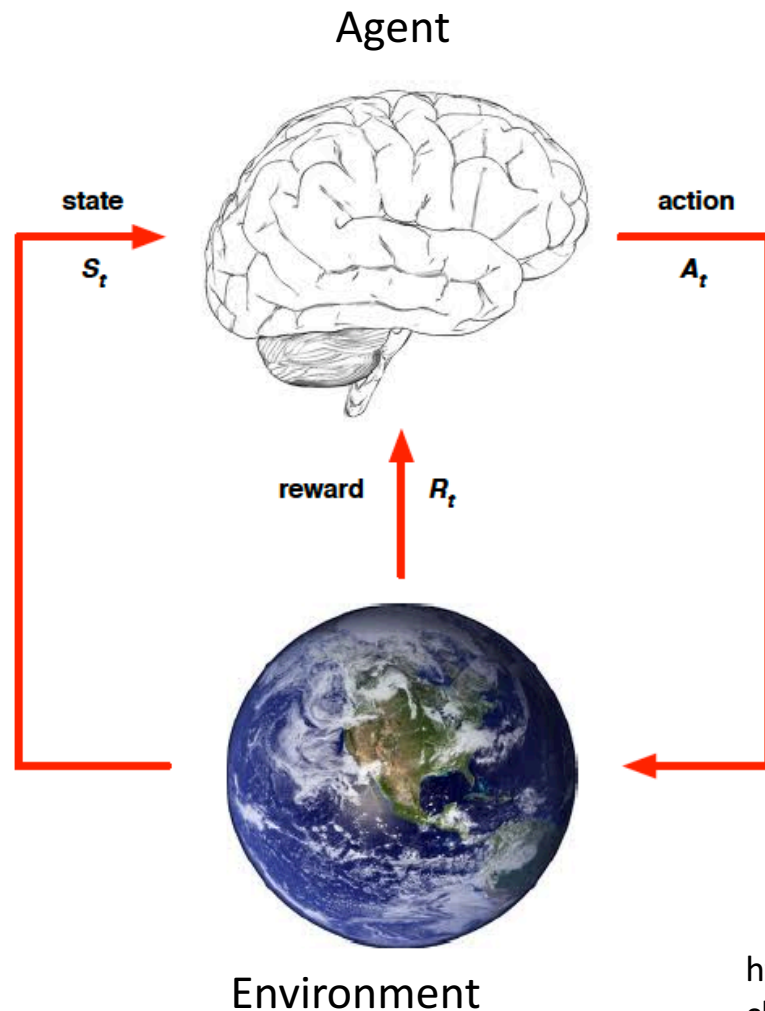 Agent
state
action
S_t
A_t
reward
R_t
Environment